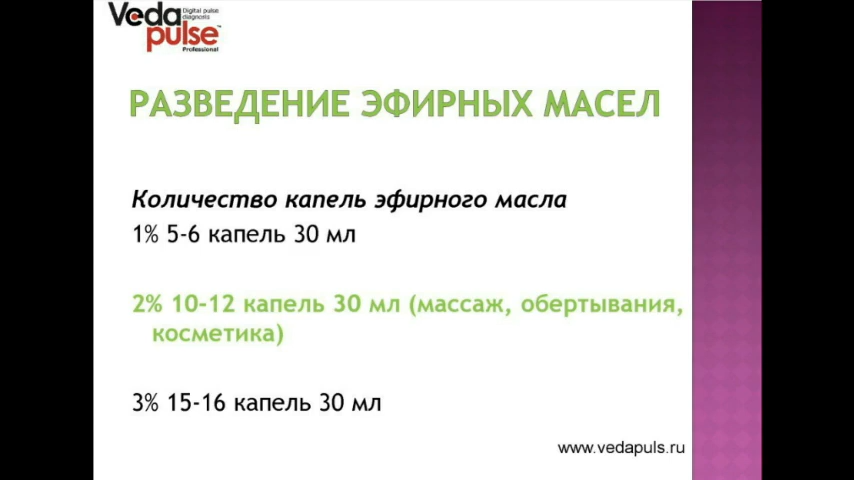 Veda Digital pulse
diagnosis
pulse™
Professional
РАЗВЕДЕНИЕ ЭФИРНЫХ МАСЕЛ
Количество капель эфирного масла
1% 5-6 капель 30 мл
2% 10-12 капель 30 мл (массаж, обертывания,
косметика)
3% 15-16 капель 30 мл
www.vedapuls.ru